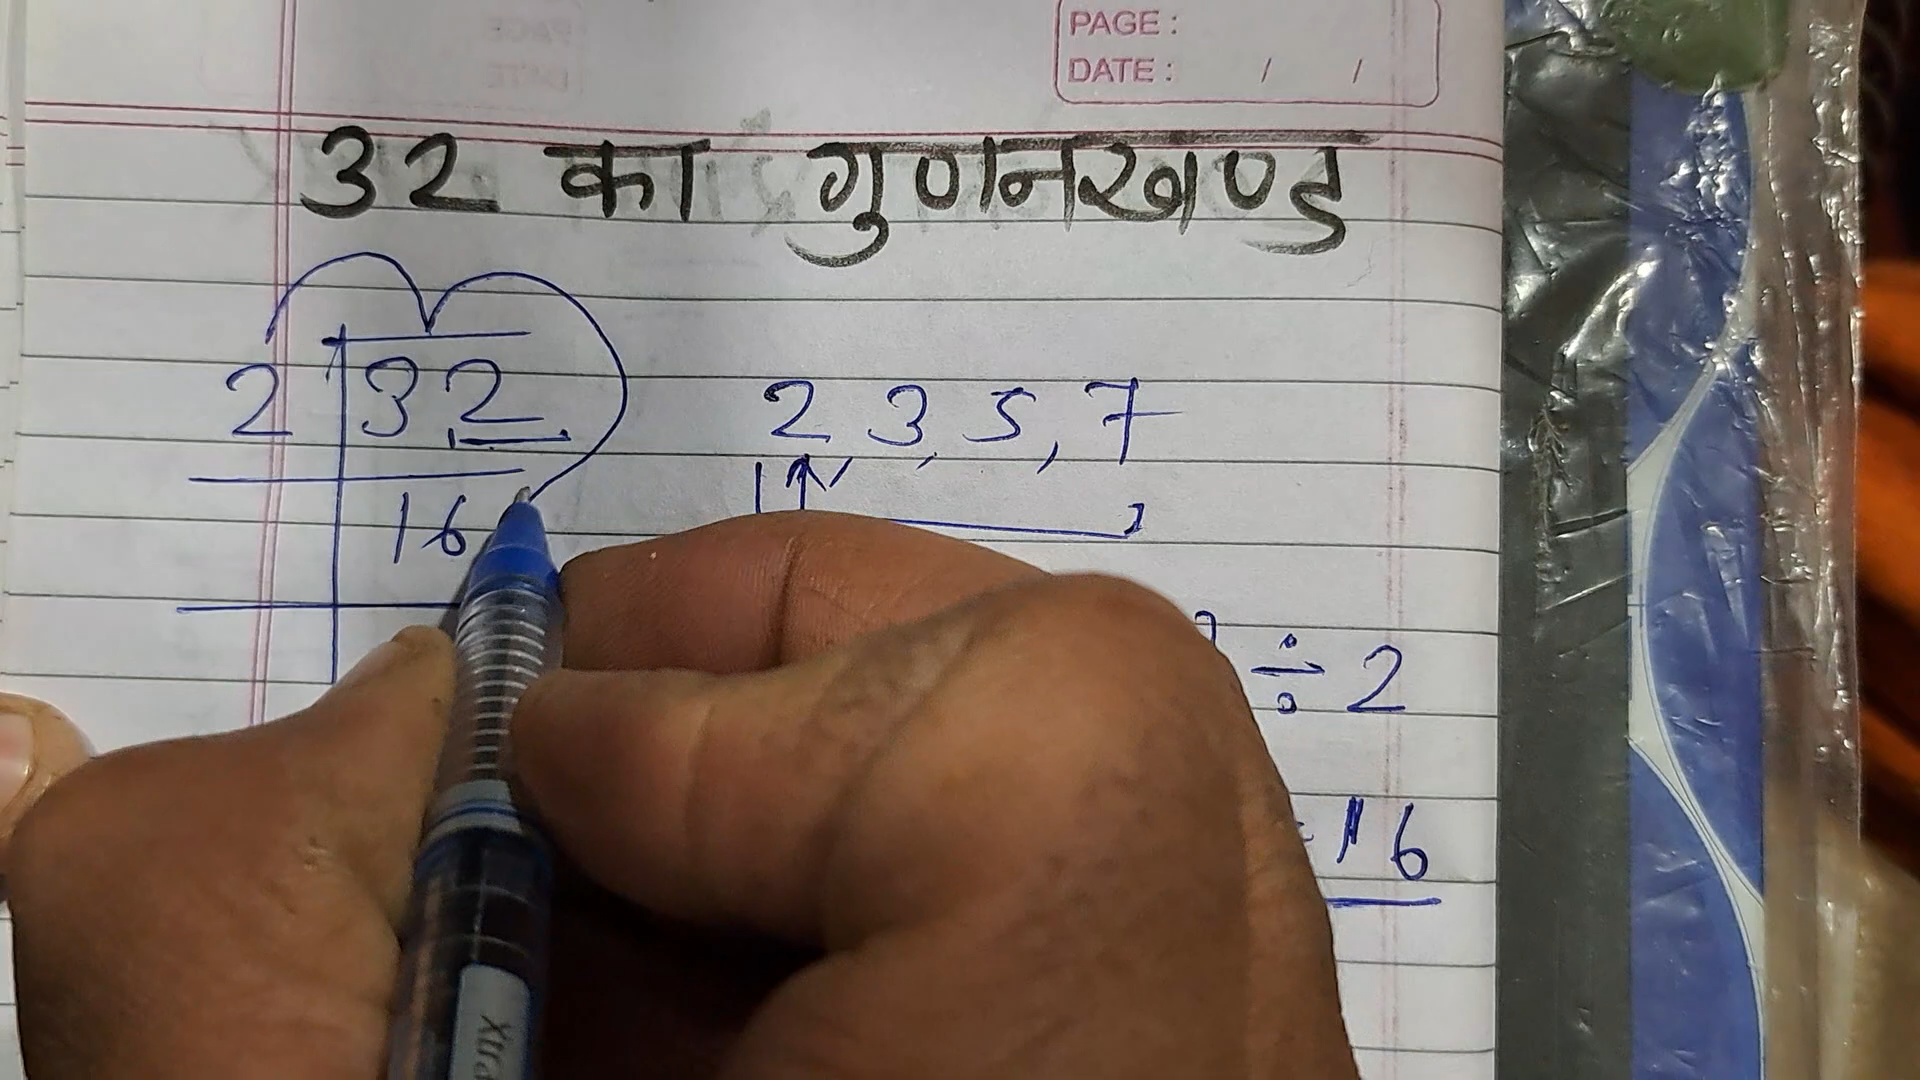 PAGE :
DATE : / /
32 का गुणनखण्ड
2 32
2, 3, 5, 7
16
÷ 2
16